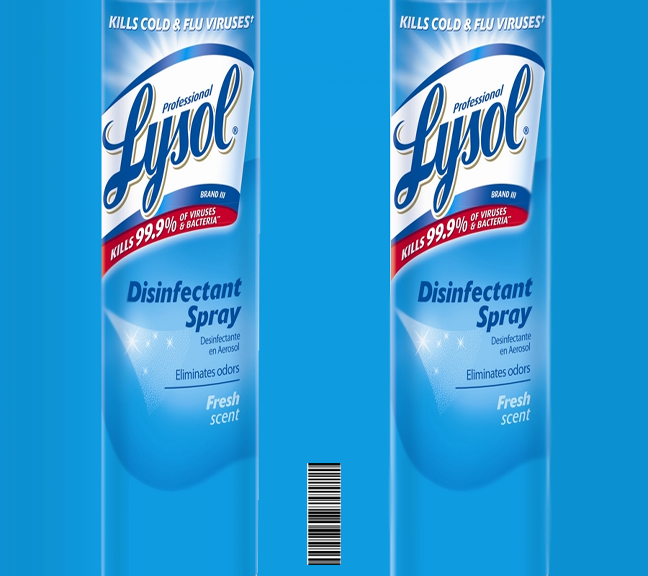 KILLS COLD & FLU VIRUSES†
Professional
Lysol®
BRAND III
KILLS 99.9% OF VIRUSES
& BACTERIA**
Disinfectant
Spray
Desinfectante
en Aerosol
Eliminates odors
Fresh
scent
KILLS COLD & FLU VIRUSES†
Professional
Lysol®
BRAND III
KILLS 99.9% OF VIRUSES
& BACTERIA**
Disinfectant
Spray
Desinfectante
en Aerosol
Eliminates odors
Fresh
scent